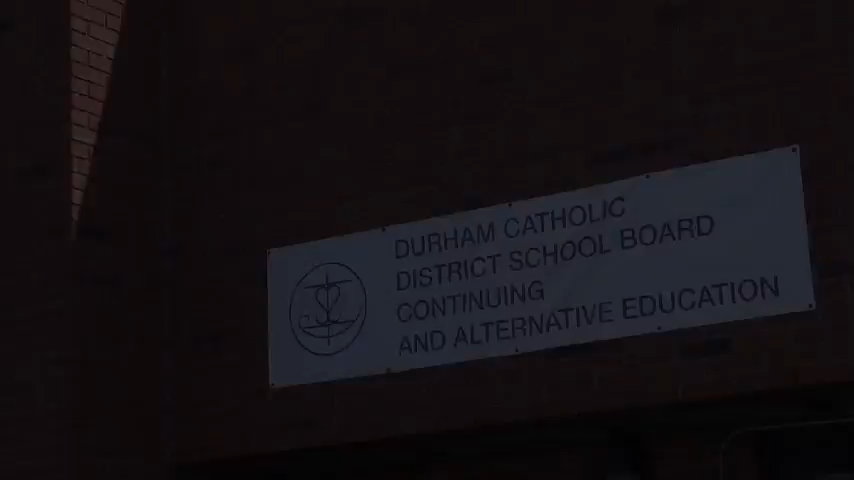 DURHAM CATHOLIC
DISTRICT SCHOOL BOARD
CONTINUING
AND ALTERNATIVE EDUCATION